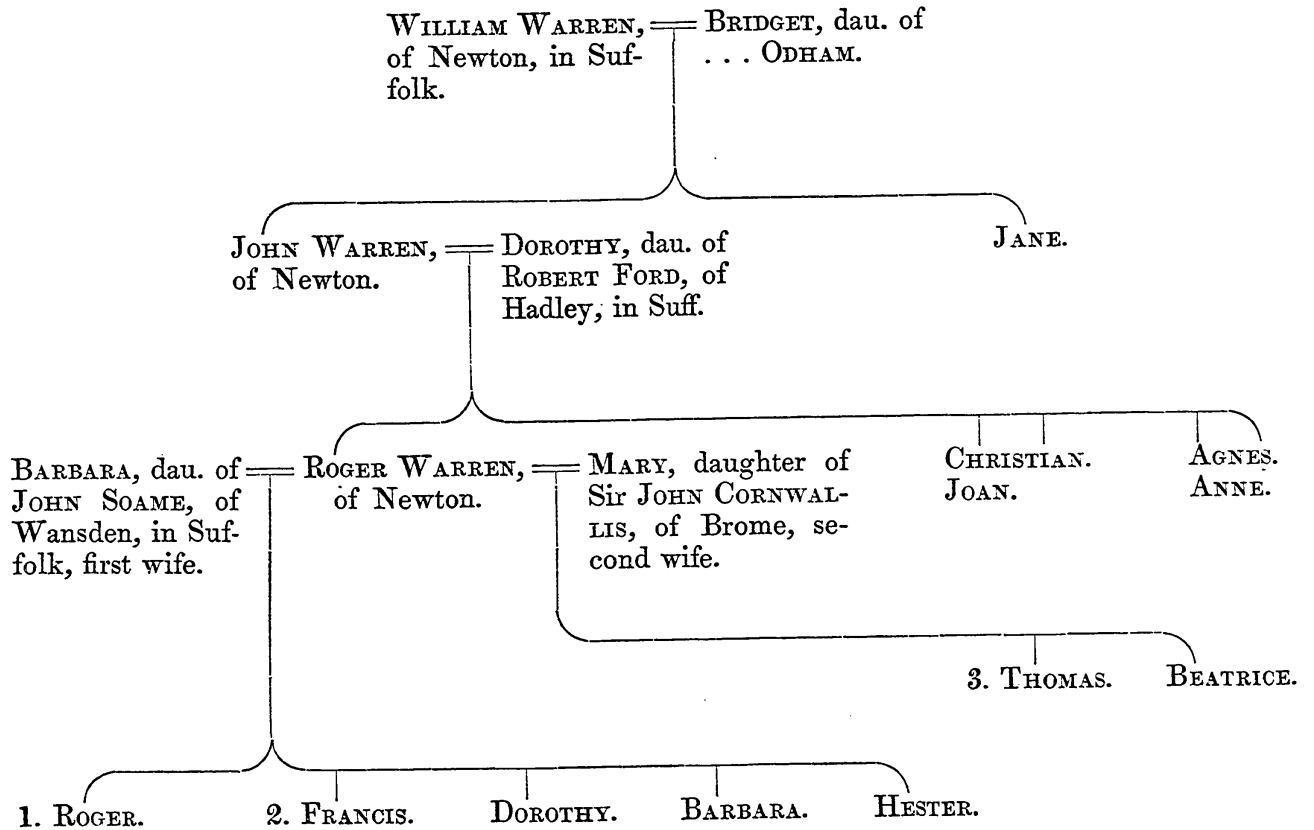 WILLIAM WARREN,
of Newton, in Suf-
folk.
BRIDGET, dau. of
. . . ODHAM.
JOHN WARREN,
of Newton.
DOROTHY, dau. of
ROBERT FORD, of
Hadley, in Suff.
JANE.
BARBARA, dau. of
JOHN SOAME, of
Wansden, in Suf-
folk, first wife.
ROGER WARREN,
of Newton.
MARY, daughter of
Sir JOHN CORNWAL-
LIS, of Brome, se-
cond wife.
CHRISTIAN.
JOAN.
AGNES.
ANNE.
3. THOMAS.
BEATRICE.
1. ROGER.
2. FRANCIS.
DOROTHY.
BARBARA.
HESTER.